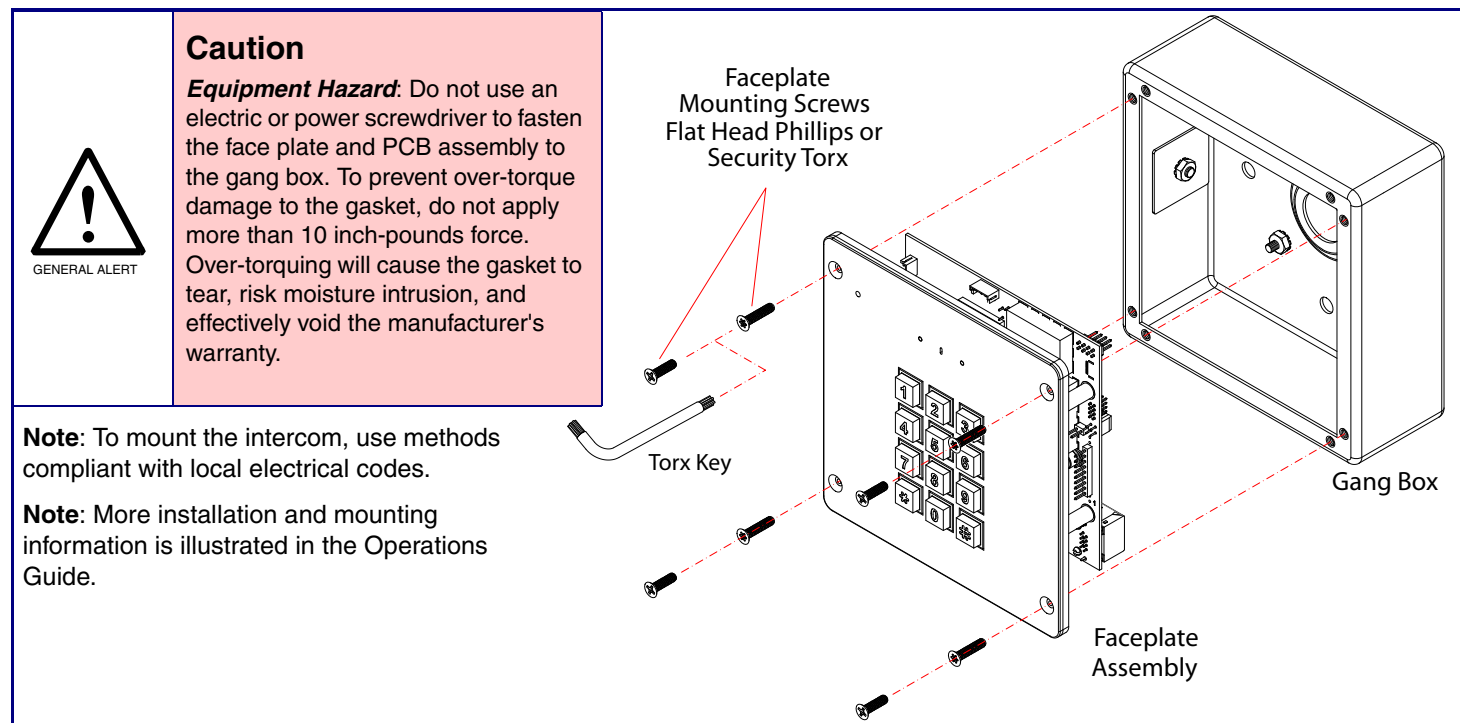 Caution
Equipment Hazard: Do not use an
electric or power screwdriver to fasten
the face plate and PCB assembly to
the gang box. To prevent over-torque
damage to the gasket, do not apply
more than 10 inch-pounds force.
Over-torquing will cause the gasket to
tear, risk moisture intrusion, and
effectively void the manufacturer's
warranty.
!
GENERAL ALERT
Note: To mount the intercom, use methods
compliant with local electrical codes.
Note: More installation and mounting
information is illustrated in the Operations
Guide.
Faceplate
Mounting Screws
Flat Head Phillips or
Security Torx
Torx Key
1 2 3
4 5 6
7 8 9
* 0 #
1
Faceplate
Assembly
Gang Box